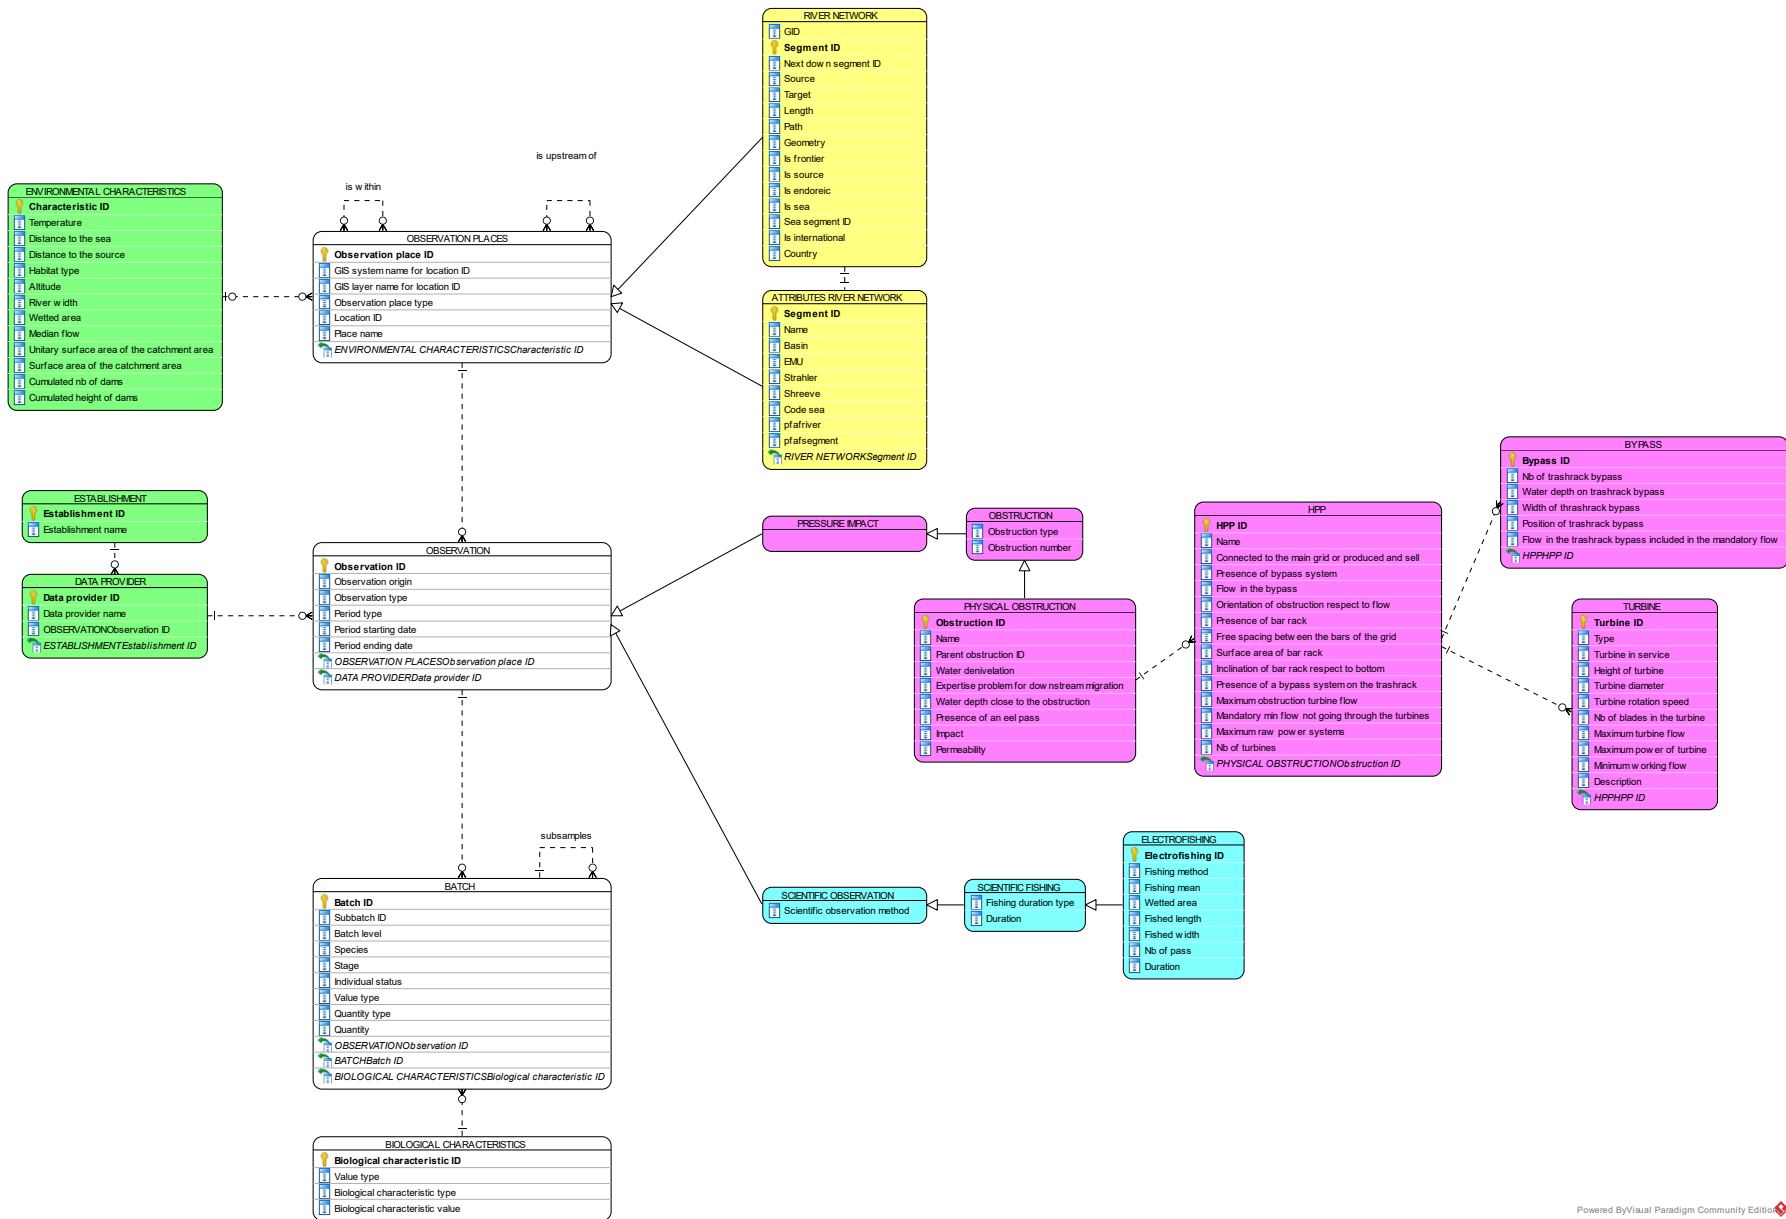 RIVER NETWORK
GID
Segment ID
Next down segment ID
Source
Target
Length
Path
Geometry
Is frontier
Is source
Is endoreic
Is sea
Sea segment ID
Is international
Country
is upstream of
is within
ENVIRONMENTAL CHARACTERISTICS
Characteristic ID
Temperature
Distance to the sea
Distance to the source
Habitat type
Altitude
River width
Wetted area
Median flow
Unitary surface area of the catchment area
Surface area of the catchment area
Cumulated nb of dams
Cumulated height of dams
OBSERVATION PLACES
Observation place ID
GIS system name for location ID
GIS layer name for location ID
Observation place type
Location ID
Place name
ENVIRONMENTAL CHARACTERISTICSCharacteristic ID
ATTRIBUTES RIVER NETWORK
Segment ID
Name
Basin
EMU
Strahler
Shreeve
Code sea
pfafriver
pfafsegment
RIVER NETWORKSegment ID
ESTABLISHMENT
Establishment ID
Establishment name
DATA PROVIDER
Data provider ID
Data provider name
OBSERVATIONObservation ID
ESTABLISHMENTEstablishment ID
OBSERVATION
Observation ID
Observation origin
Observation type
Period type
Period starting date
Period ending date
OBSERVATION PLACESObservation place ID
DATA PROVIDERData provider ID
PRESSURE IMPACT
OBSTRUCTION
Obstruction type
Obstruction number
PHYSICAL OBSTRUCTION
Obstruction ID
Name
Parent obstruction ID
Water denivelation
Expertise problem for downstream migration
Water depth close to the obstruction
Presence of an eel pass
Impact
Permeability
HPP
HPP ID
Name
Connected to the main grid or produced and sell
Presence of bypass system
Flow in the bypass
Orientation of obstruction respect to flow
Presence of bar rack
Free spacing between the bars of the grid
Surface area of bar rack
Inclination of bar rack respect to bottom
Presence of a bypass system on the trashrack
Maximum obstruction turbine flow
Mandatory min flow not going through the turbines
Maximum raw power systems
Nb of turbines
PHYSICAL OBSTRUCTIONObstruction ID
BYPASS
Bypass ID
Nb of trashrack bypass
Water depth on trashrack bypass
Width of thrashrack bypass
Position of trashrack bypass
Flow in the trashrack bypass included in the mandatory flow
HPPHPP ID
TURBINE
Turbine ID
Type
Turbine in service
Height of turbine
Turbine diameter
Turbine rotation speed
Nb of blades in the turbine
Maximum turbine flow
Maximum power of turbine
Minimum working flow
Description
HPPHPP ID
subsamples
BATCH
Batch ID
Subbatch ID
Batch level
Species
Stage
Individual status
Value type
Quantity type
Quantity
OBSERVATIONObservation ID
BATCHBatch ID
BIOLOGICAL CHARACTERISTICSBiological characteristic ID
SCIENTIFIC OBSERVATION
Scientific observation method
SCIENTIFIC FISHING
Fishing duration type
Duration
ELECTROFISHING
Electrofishing ID
Fishing method
Fishing mean
Wetted area
Fished length
Fished width
Nb of pass
Duration
BIOLOGICAL CHARACTERISTICS
Biological characteristic ID
Value type
Biological characteristic type
Biological characteristic value
Powered ByVisual Paradigm Community Edition